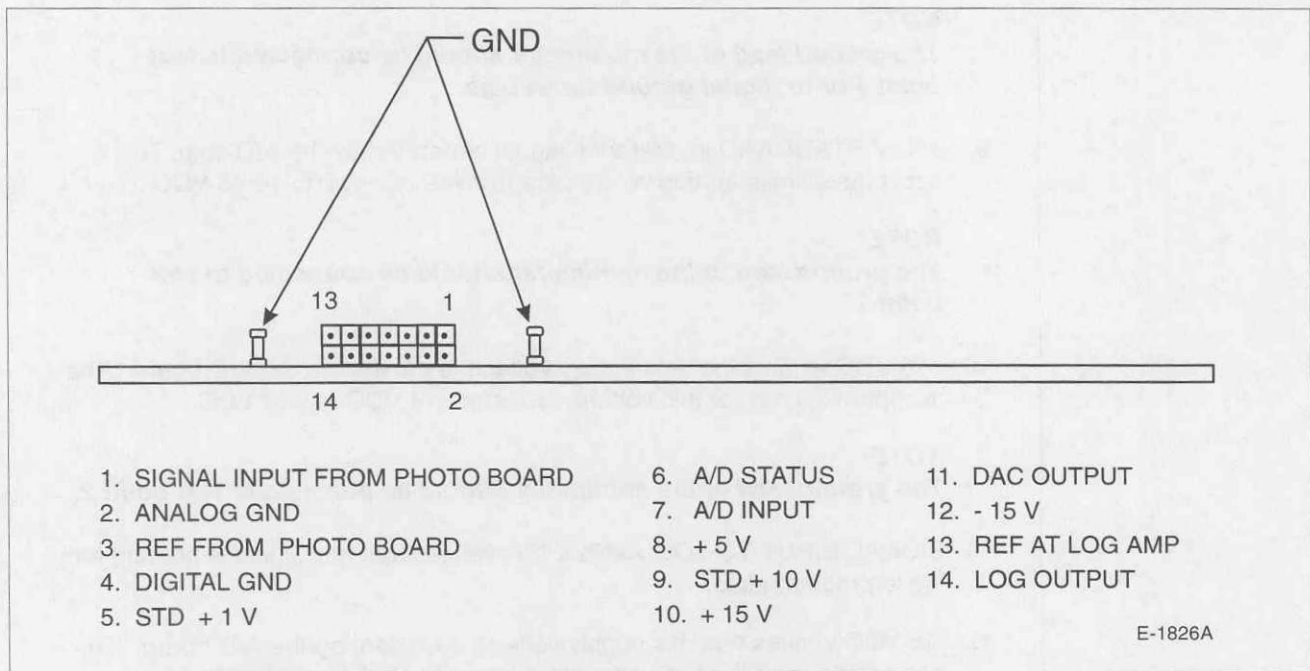 GND
13 1
14 2
1. SIGNAL INPUT FROM PHOTO BOARD
2. ANALOG GND
3. REF FROM PHOTO BOARD
4. DIGITAL GND
5. STD + 1 V
6. A/D STATUS
7. A/D INPUT
8. + 5 V
9. STD + 10 V
10. + 15 V
11. DAC OUTPUT
12. - 15 V
13 REF AT LOG AMP
14. LOG OUTPUT
E-1826A